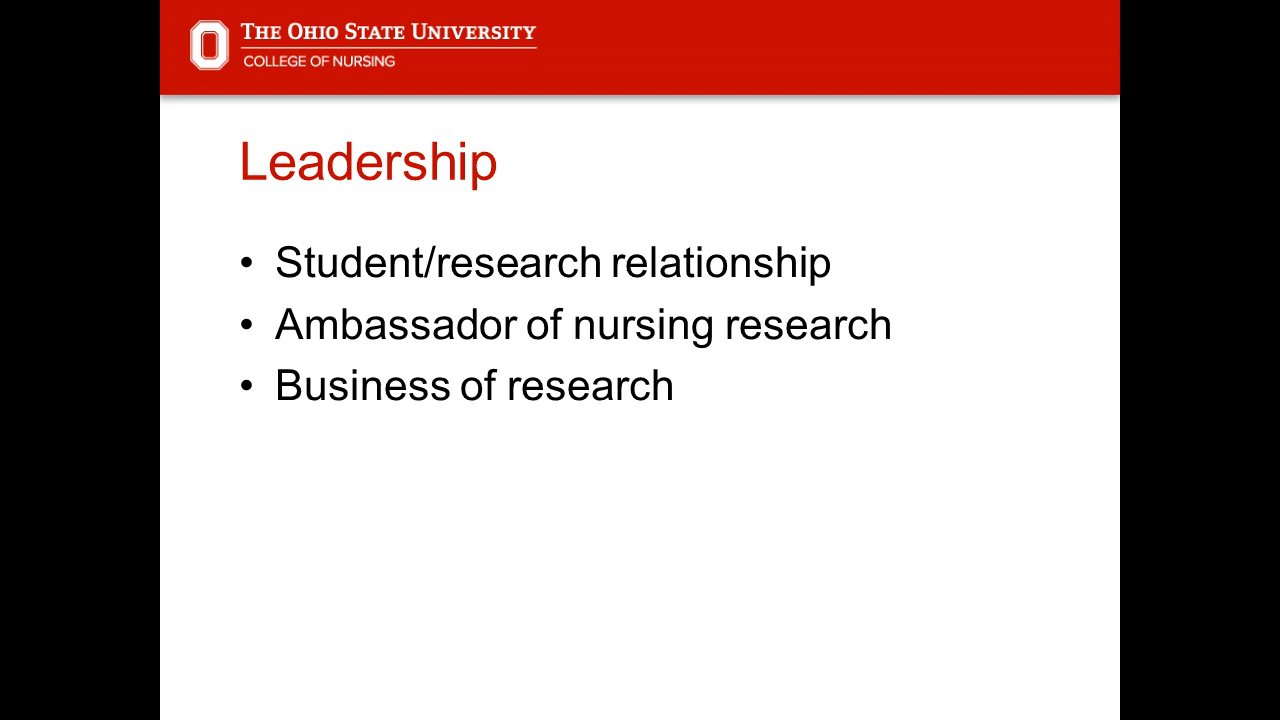 THE OHIO STATE UNIVERSITY
COLLEGE OF NURSING
Leadership
• Student/research relationship
• Ambassador of nursing research
• Business of research